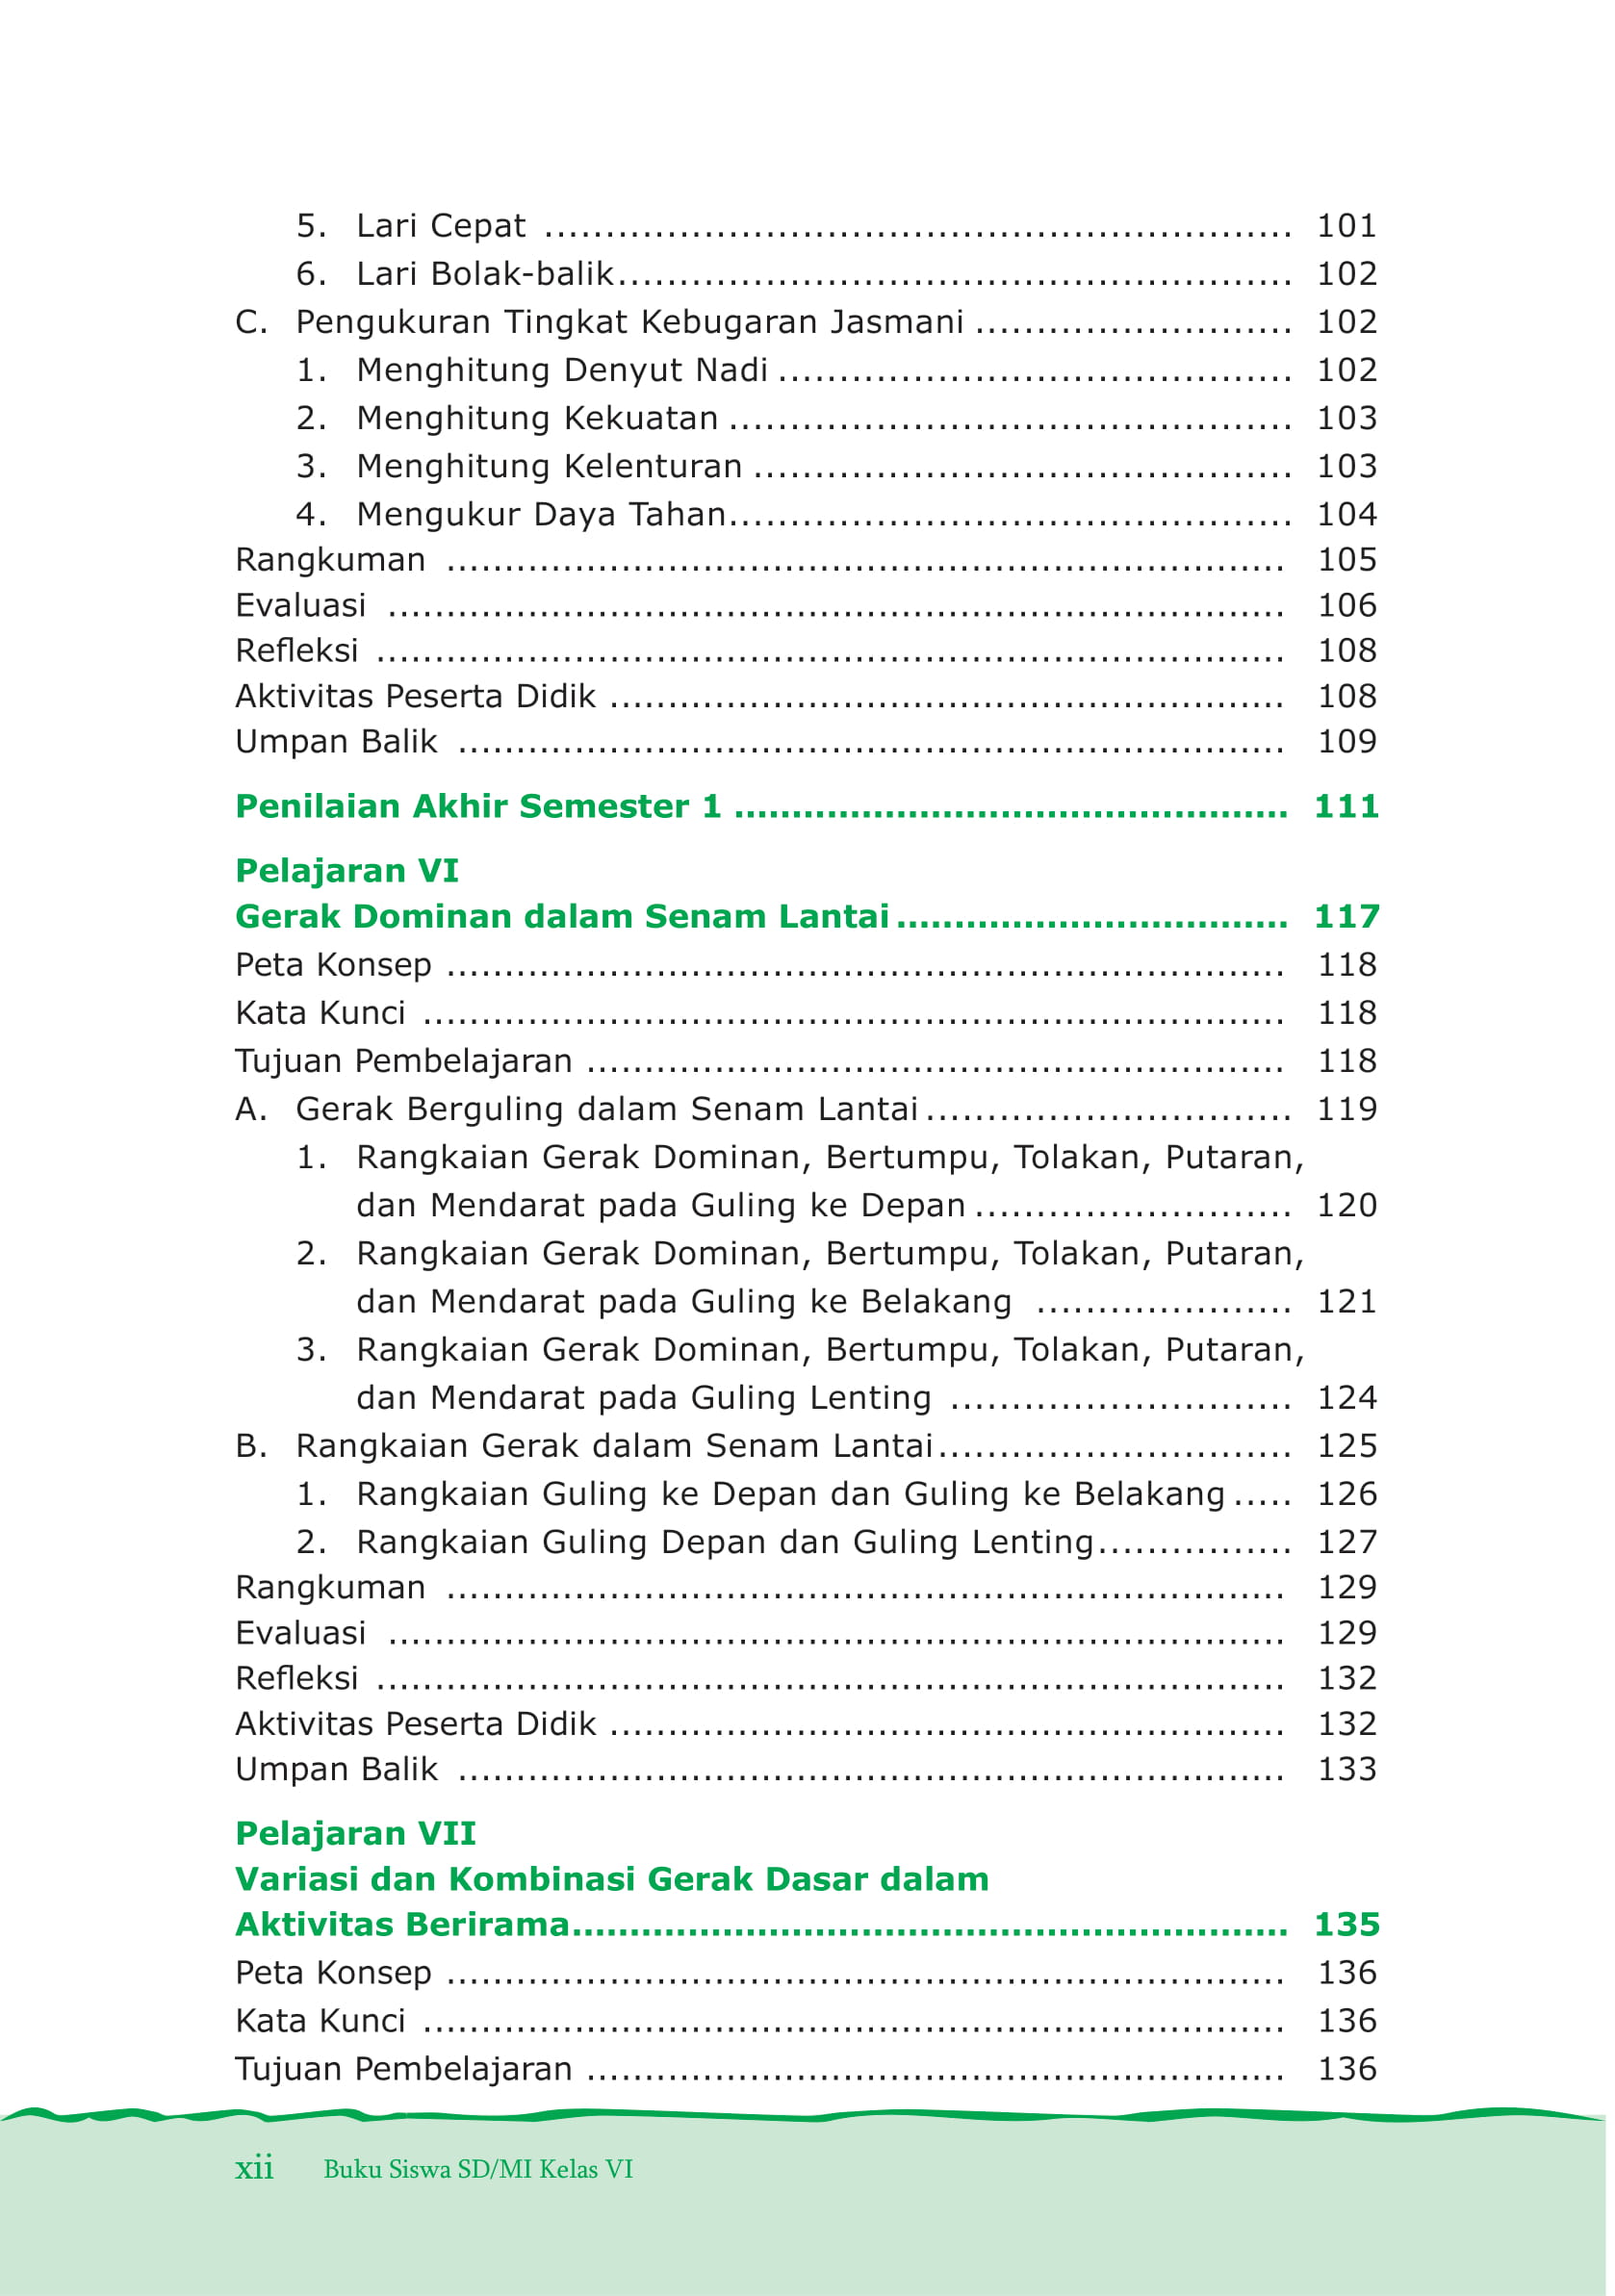 5. Lari Cepat .............................................................. 101
6. Lari Bolak-balik........................................................ 102
C. Pengukuran Tingkat Kebugaran Jasmani .......................... 102
1. Menghitung Denyut Nadi .......................................... 102
2. Menghitung Kekuatan .............................................. 103
3. Menghitung Kelenturan ............................................ 103
4. Mengukur Daya Tahan.............................................. 104
Rangkuman ........................................................................ 105
Evaluasi ............................................................................. 106
Refleksi .............................................................................. 108
Aktivitas Peserta Didik .......................................................... 108
Umpan Balik ....................................................................... 109
Penilaian Akhir Semester 1 ................................................ 111
Pelajaran VI
Gerak Dominan dalam Senam Lantai .................................. 117
Peta Konsep ........................................................................ 118
Kata Kunci .......................................................................... 118
Tujuan Pembelajaran ............................................................ 118
A. Gerak Berguling dalam Senam Lantai .............................. 119
1. Rangkaian Gerak Dominan, Bertumpu, Tolakan, Putaran,
dan Mendarat pada Guling ke Depan .......................... 120
2. Rangkaian Gerak Dominan, Bertumpu, Tolakan, Putaran,
dan Mendarat pada Guling ke Belakang ..................... 121
3. Rangkaian Gerak Dominan, Bertumpu, Tolakan, Putaran,
dan Mendarat pada Guling Lenting ............................ 124
B. Rangkaian Gerak dalam Senam Lantai............................. 125
1. Rangkaian Guling ke Depan dan Guling ke Belakang ..... 126
2. Rangkaian Guling Depan dan Guling Lenting................ 127
Rangkuman ........................................................................ 129
Evaluasi ............................................................................. 129
Refleksi .............................................................................. 132
Aktivitas Peserta Didik .......................................................... 132
Umpan Balik ....................................................................... 133
Pelajaran VII
Variasi dan Kombinasi Gerak Dasar dalam
Aktivitas Berirama.............................................................. 135
Peta Konsep ........................................................................ 136
Kata Kunci .......................................................................... 136
Tujuan Pembelajaran ............................................................ 136
xii Buku Siswa SD/MI Kelas VI